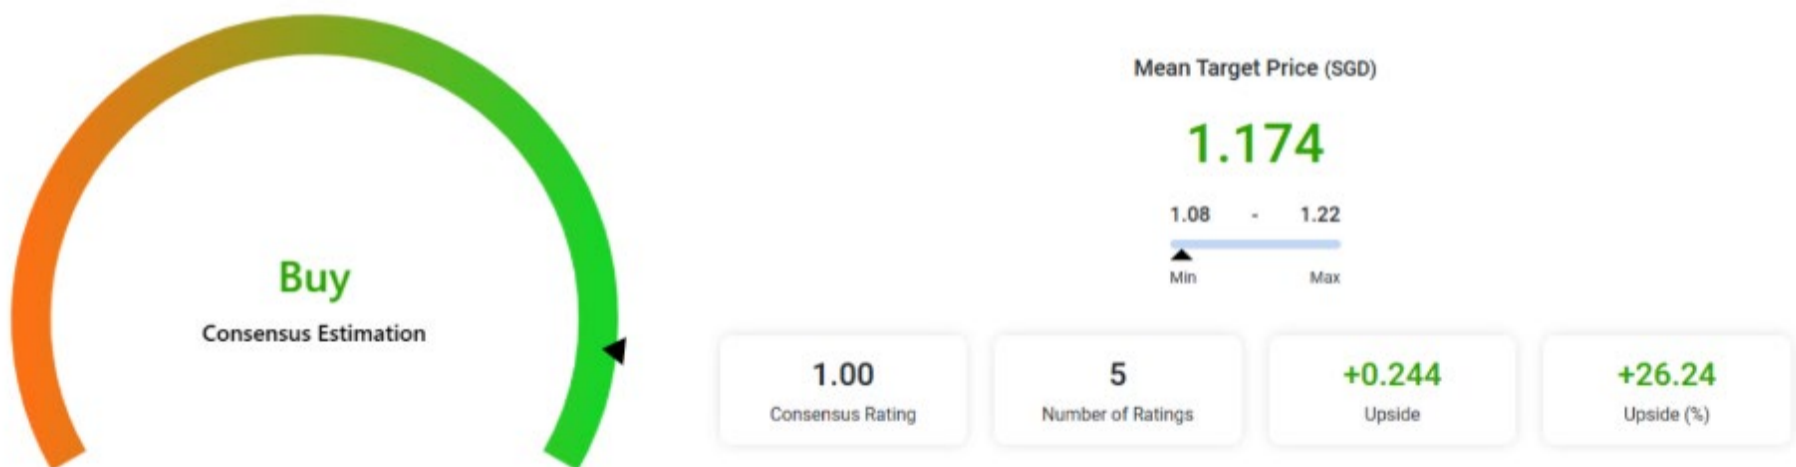 Buy
Consensus Estimation
Mean Target Price (SGD)
1.174
1.08 - 1.22
Min Max
1.00
Consensus Rating
5
Number of Ratings
+0.244
Upside
+26.24
Upside (%)